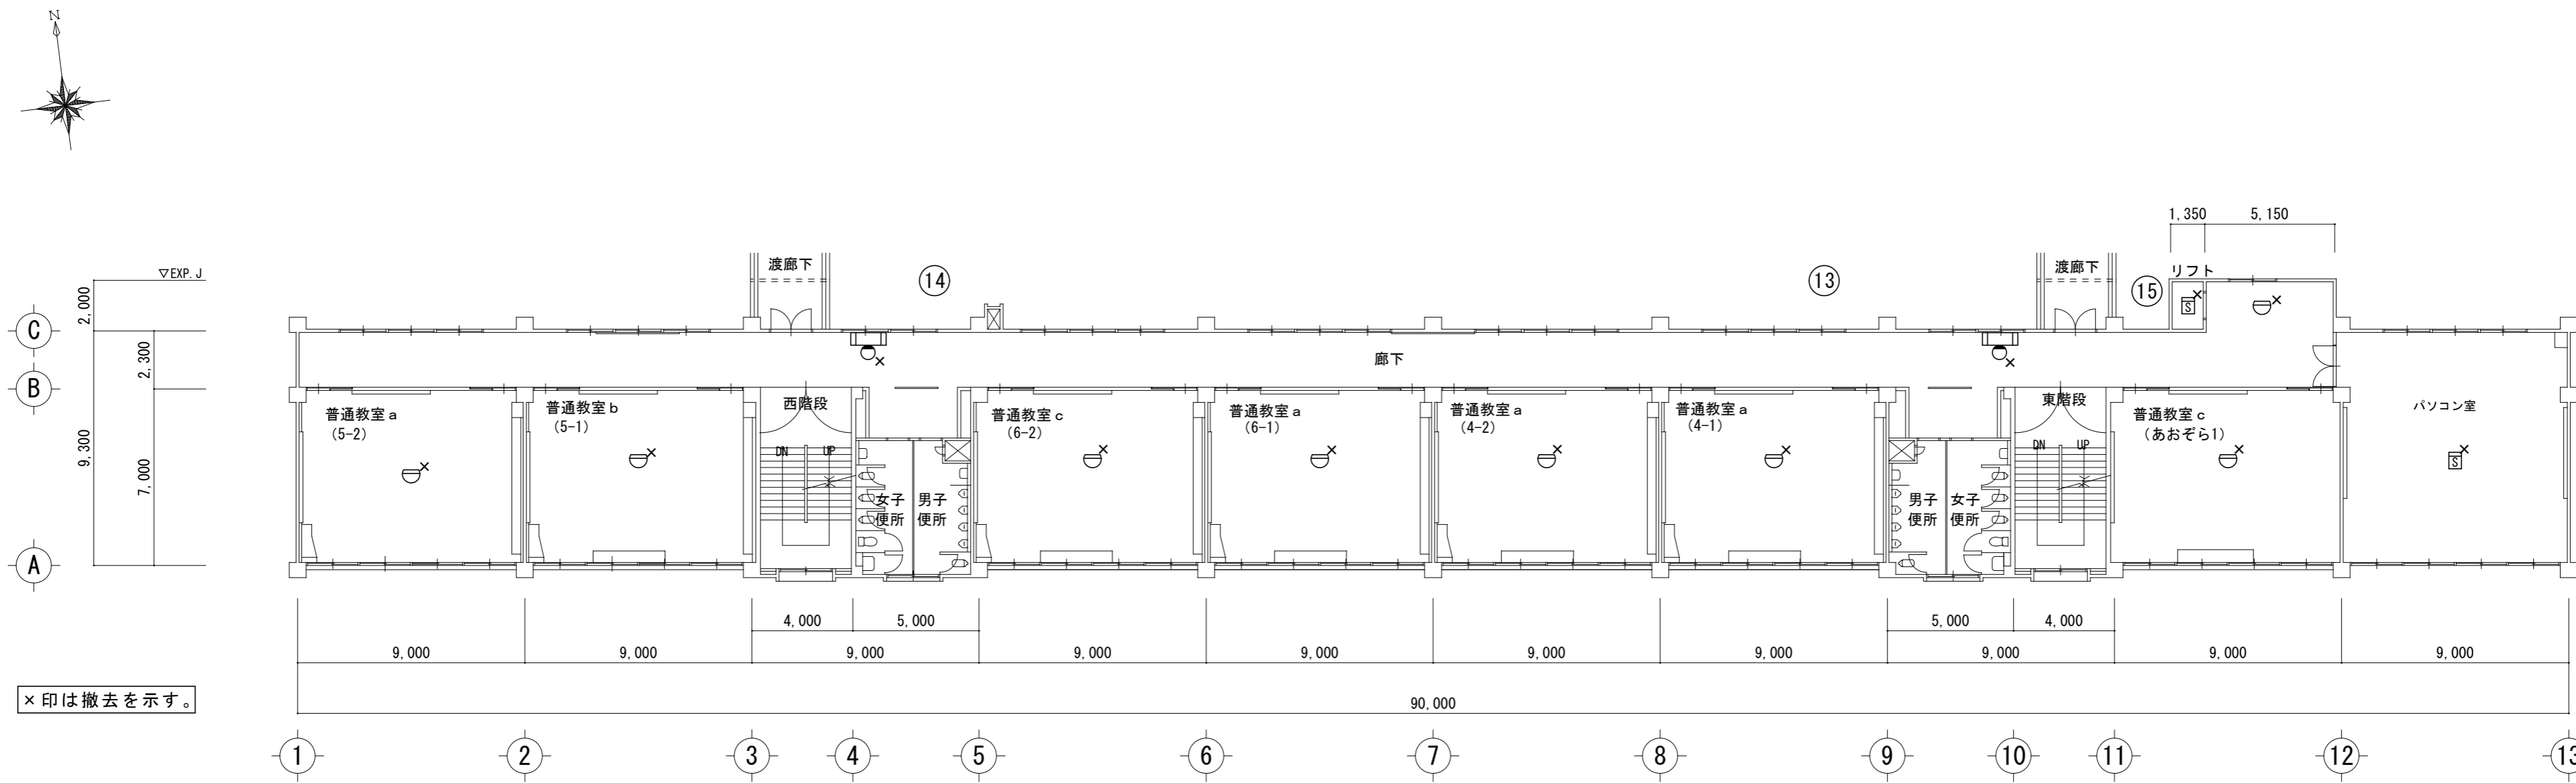 N
1,350 5,150
▽EXP.J
渡廊下
⑭
⑬
渡廊下
⑮
リフト
S
2,000
C
2,300
廊下
B
普通教室a
(5-2)
普通教室b
(5-1)
西階段
DN UP
女子
便所
男子
便所
普通教室c
(6-2)
普通教室a
(6-1)
普通教室a
(4-2)
普通教室a
(4-1)
男子
便所
女子
便所
東階段
DN UP
普通教室c
(あおぞら1)
パソコン室
S
9,300
7,000
A
4,000 5,000 5,000 4,000
9,000 9,000 9,000 9,000 9,000 9,000 9,000 9,000 9,000 9,000
×印は撤去を示す。
90,000
1 2 3 4 5 6 7 8 9 10 11 12 13